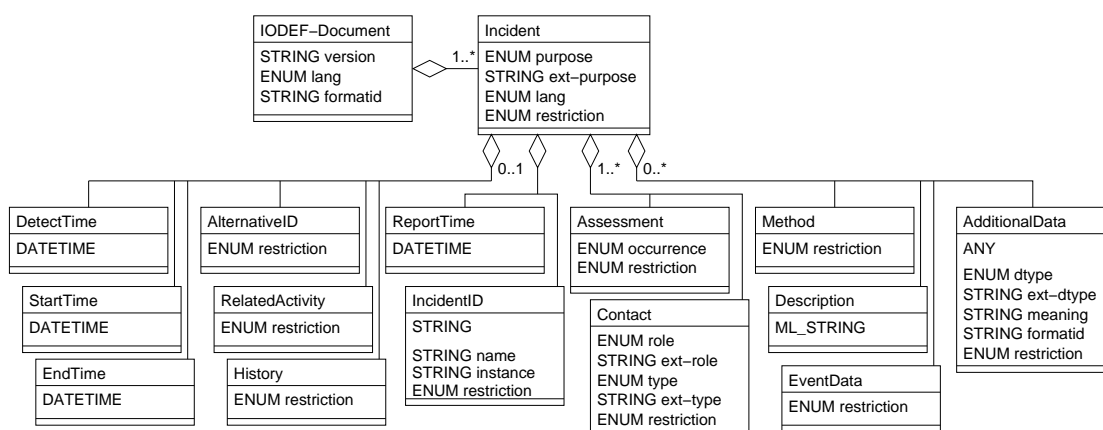 IODEF–Document
STRING version
ENUM lang
STRING formatid
1..*
Incident
ENUM purpose
STRING ext–purpose
ENUM lang
ENUM restriction
0..1
1..*
0..*
DetectTime
DATETIME
AlternativeID
ENUM restriction
ReportTime
DATETIME
Assessment
ENUM occurrence
ENUM restriction
Method
ENUM restriction
AdditionalData
ANY
ENUM dtype
STRING ext–dtype
STRING meaning
STRING formatid
ENUM restriction
StartTime
DATETIME
RelatedActivity
ENUM restriction
IncidentID
STRING
STRING name
STRING instance
ENUM restriction
Contact
ENUM role
STRING ext–role
ENUM type
STRING ext–type
ENUM restriction
Description
ML_STRING
EndTime
DATETIME
History
ENUM restriction
EventData
ENUM restriction